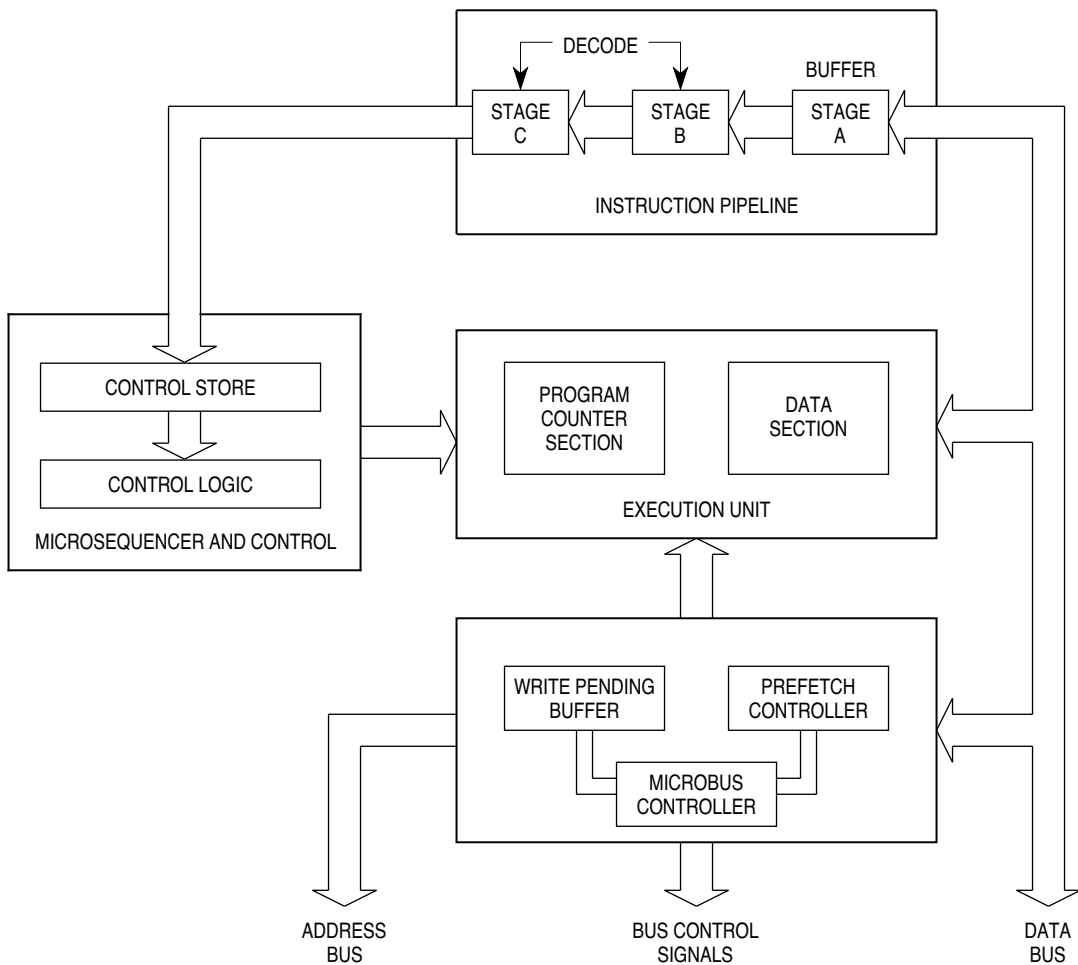 DECODE
BUFFER
STAGE
C
STAGE
B
STAGE
A
INSTRUCTION PIPELINE
CONTROL STORE
CONTROL LOGIC
MICROSEQUENCER AND CONTROL
PROGRAM
COUNTER
SECTION
DATA
SECTION
EXECUTION UNIT
WRITE PENDING
BUFFER
PREFETCH
CONTROLLER
MICROBUS
CONTROLLER
ADDRESS
BUS
BUS CONTROL
SIGNALS
DATA
BUS